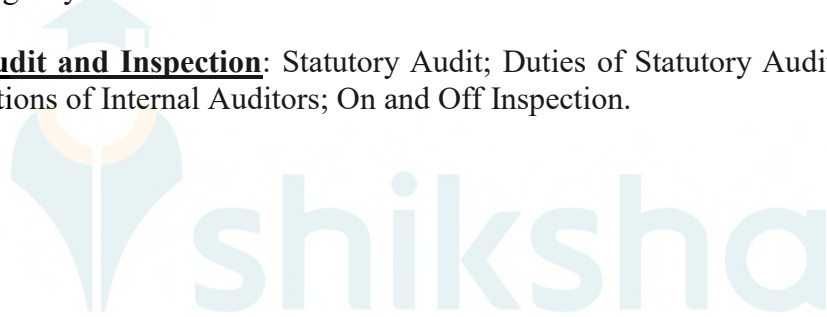 udit and Inspection: Statutory Audit; Duties of Statutory Audi
tions of Internal Auditors; On and Off Inspection.
shiksha